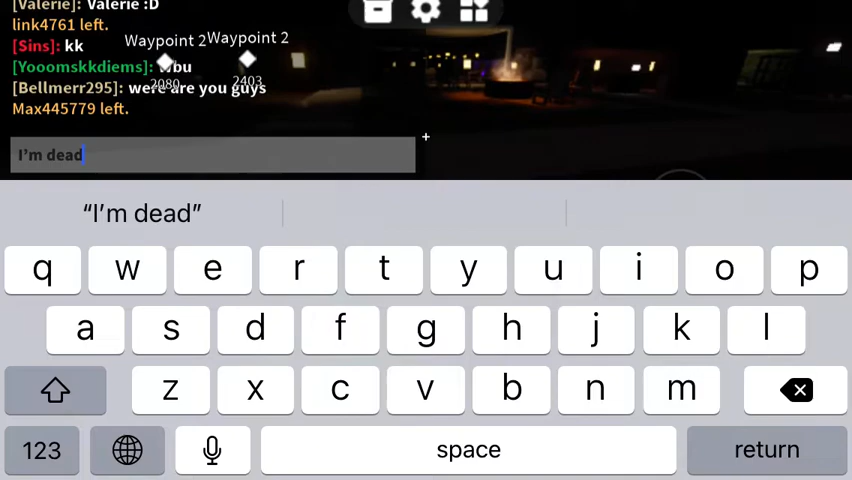 [Valerie]: Valerie :D
link4761 left.
[Sins]: kk
Waypoint 2
Waypoint 2
[Yooomskkdiems]: wbu
2080
2403
[Bellmerr295]: were are you guys
Max445779 left.
I'm dead
“I'm dead”
q w e r t y u i o p
a s d f g h j k l
z x c v b n m
123 space return